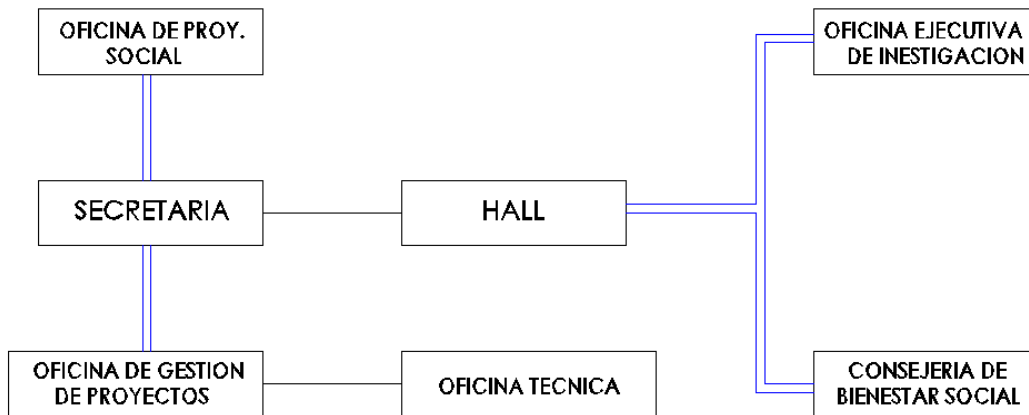 OFICINA DE PROY.
SOCIAL
OFICINA EJECUTIVA
DE INESTIGACION
SECRETARIA
HALL
OFICINA DE GESTION
DE PROYECTOS
OFICINA TECNICA
CONSEJERIA DE
BIENESTAR SOCIAL